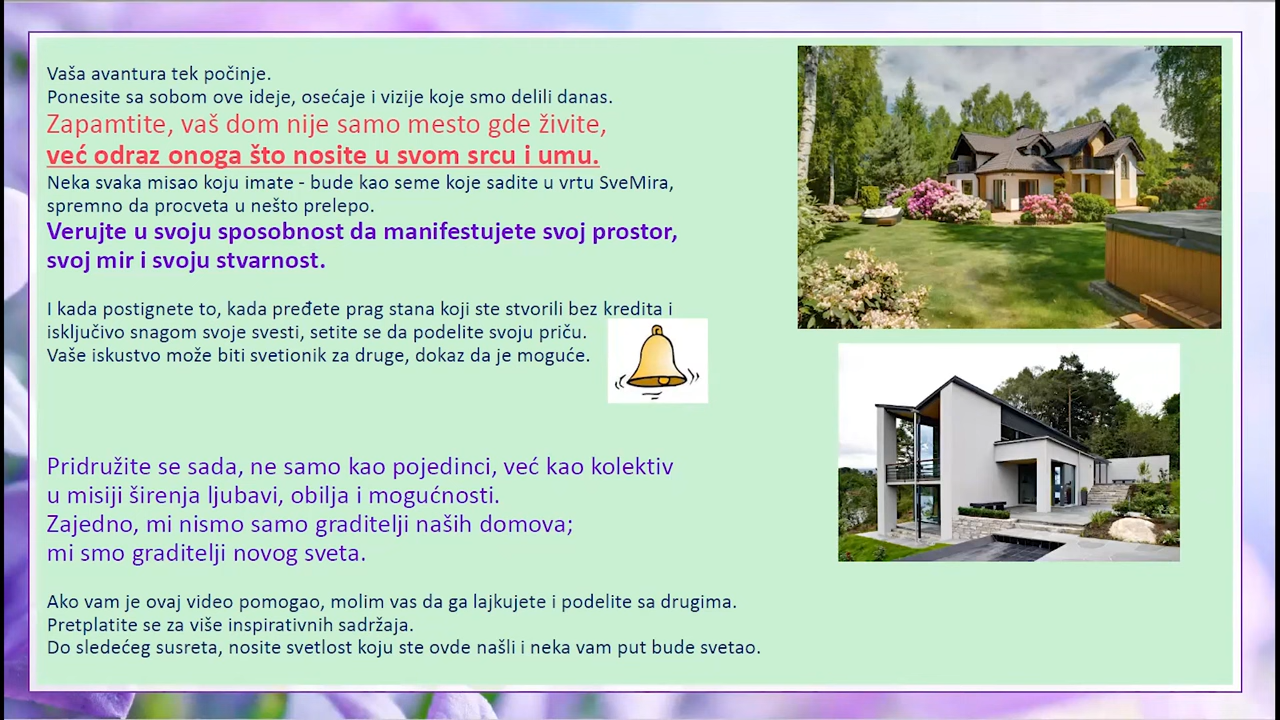 Vaša avantura tek počinje.
Ponesite sa sobom ove ideje, osećaje i vizije koje smo delili danas.
Zapamtite, vaš dom nije samo mesto gde živite,
već odraz onoga što nosite u svom srcu i umu.
Neka svaka misao koju imate - bude kao seme koje sadite u vrtu SveMira,
spremno da procveta u nešto prelepo.
Verujte u svoju sposobnost da manifestujete svoj prostor,
svoj mir i svoju stvarnost.
I kada postignete to, kada pređete prag stana koji ste stvorili bez kredita i
isključivo snagom svoje svesti, setite se da podelite svoju priču.
Vaše iskustvo može biti svetionik za druge, dokaz da je moguće.
Pridružite se sada, ne samo kao pojedinci, već kao kolektiv
u misiji širenja ljubavi, obilja i mogućnosti.
Zajedno, mi nismo samo graditelji naših domova;
mi smo graditelji novog sveta.
Ako vam je ovaj video pomogao, molim vas da ga lajkujete i podelite sa drugima.
Pretplatite se za više inspirativnih sadržaja.
Do sledećeg susreta, nosite svetlost koju ste ovde našli i neka vam put bude svetao.